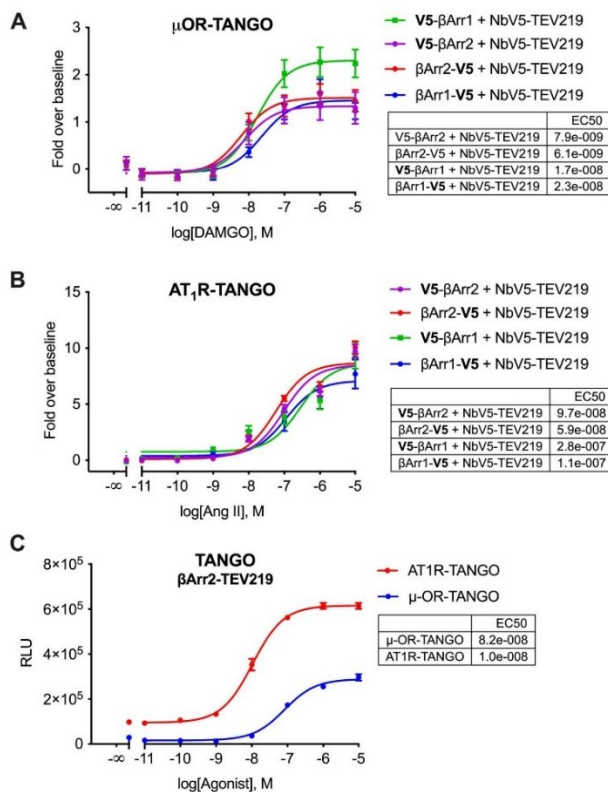 A
μOR-TANGO
Fold over baseline
3
2
1
0
-∞ -11 -10 -9 -8 -7 -6 -5
log[DAMGO], M
V5-βArr1 + NbV5-TEV219
V5-βArr2 + NbV5-TEV219
βArr2-V5 + NbV5-TEV219
βArr1-V5 + NbV5-TEV219
EC50
V5-βArr2 + NbV5-TEV219 7.9e-009
βArr2-V5 + NbV5-TEV219 6.1e-009
V5-βArr1 + NbV5-TEV219 1.7e-008
βArr1-V5 + NbV5-TEV219 2.3e-008
B
AT1R-TANGO
Fold over baseline
15
10
5
0
-∞ -11 -10 -9 -8 -7 -6 -5
log[Ang II], M
V5-βArr2 + NbV5-TEV219
βArr2-V5 + NbV5-TEV219
V5-βArr1 + NbV5-TEV219
βArr1-V5 + NbV5-TEV219
EC50
V5-βArr2 + NbV5-TEV219 9.7e-008
βArr2-V5 + NbV5-TEV219 5.9e-008
V5-βArr1 + NbV5-TEV219 2.8e-007
βArr1-V5 + NbV5-TEV219 1.1e-007
C
TANGO
βArr2-TEV219
RLU
8×10⁵
6×10⁵
4×10⁵
2×10⁵
0
-∞ -11 -10 -9 -8 -7 -6 -5
log[Agonist], M
AT1R-TANGO
μ-OR-TANGO
EC50
μ-OR-TANGO 8.2e-008
AT1R-TANGO 1.0e-008